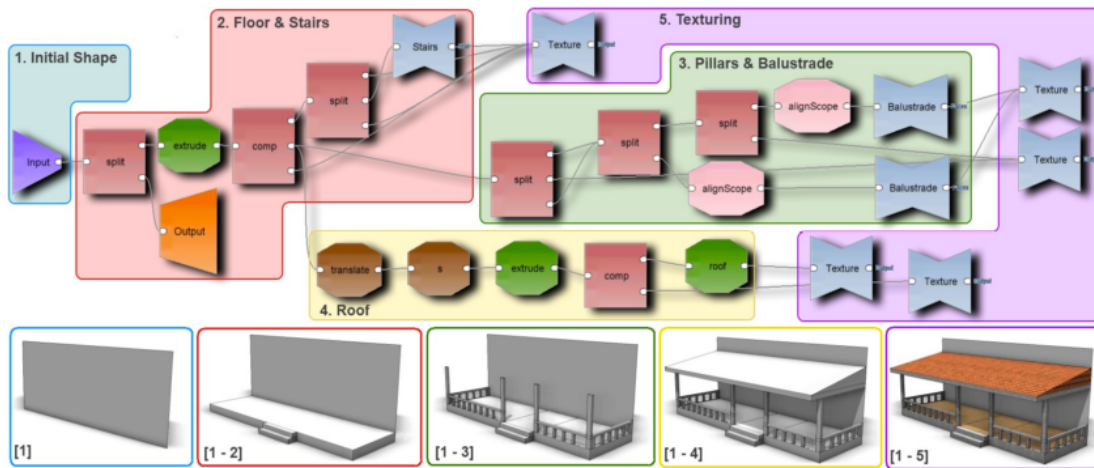 1. Initial Shape
2. Floor & Stairs
5. Texturing
3. Pillars & Balustrade
4. Roof
Input
split
extrude
Output
comp
split
Stairs
Texture
split
split
split
alignScope
alignScope
Balustrade
Balustrade
Texture
Texture
translate
s
extrude
comp
roof
Texture
Texture
[1]
[1 - 2]
[1 - 3]
[1 - 4]
[1 - 5]